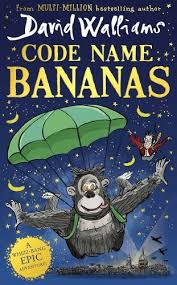 from MULTI-MILLION bestselling author
David Walliams
CODE NAME
BANANAS
A
WHIZZ-BANG
EPIC
ADVENTURE!